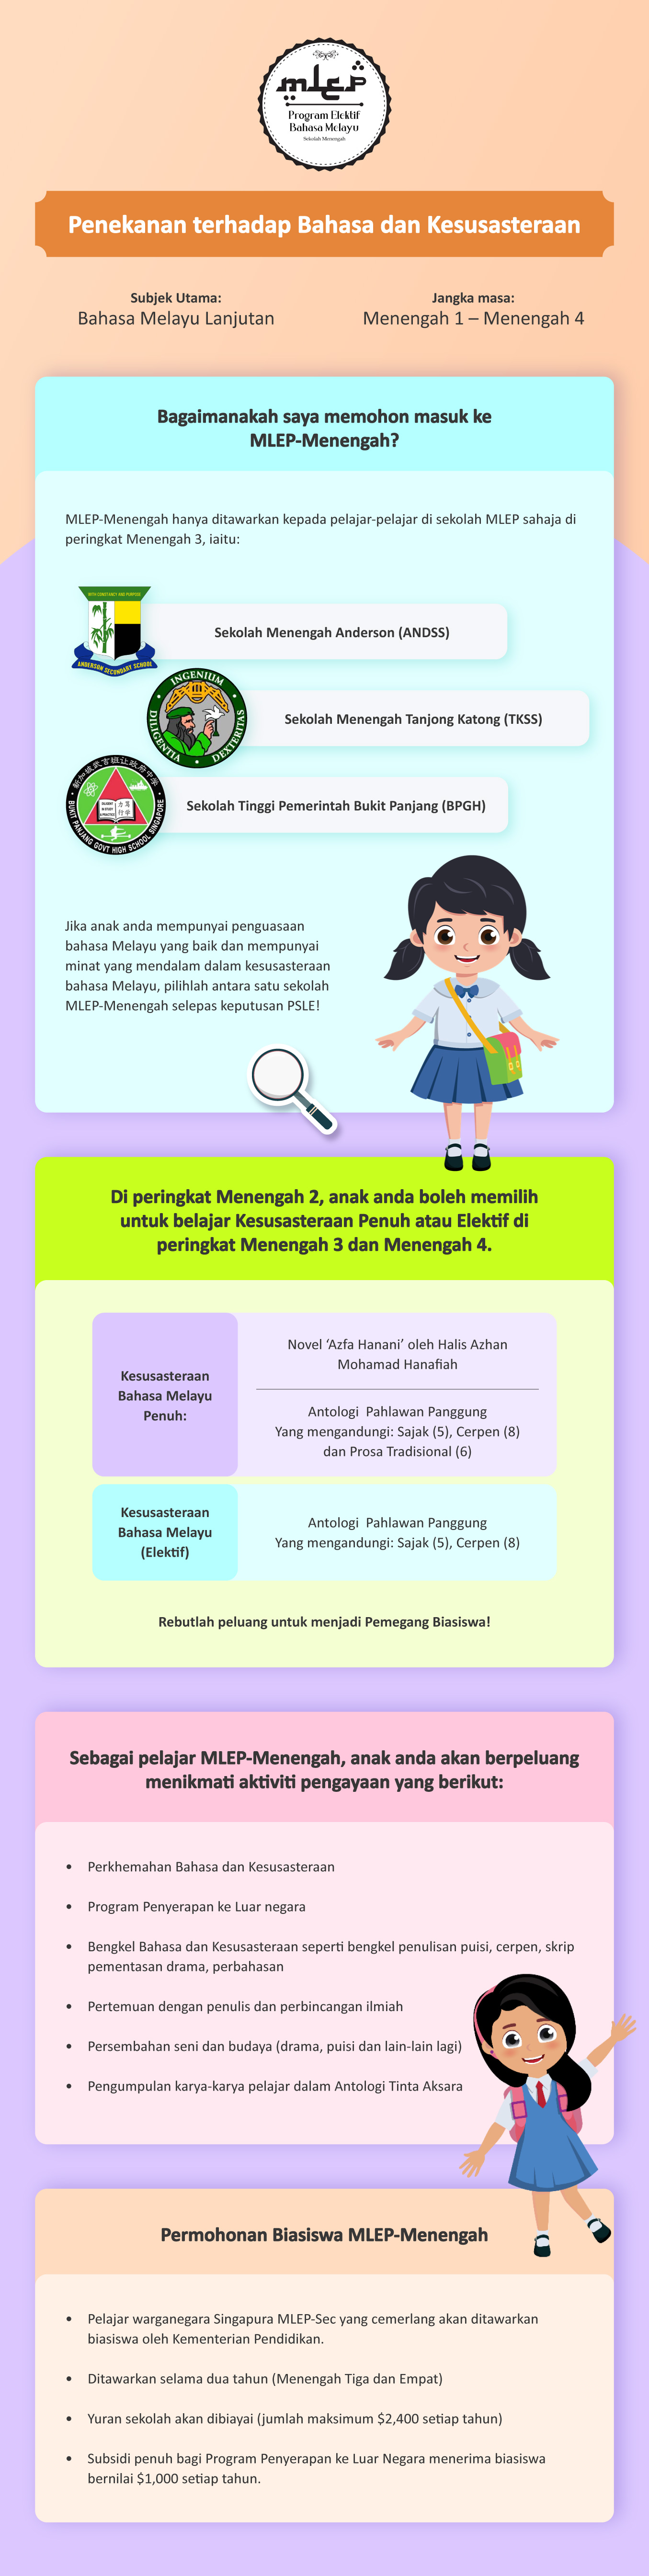 mlep
Program Elektif
Bahasa Melayu
Sekolah Menengah
Penekanan terhadap Bahasa dan Kesusasteraan
Subjek Utama:
Bahasa Melayu Lanjutan
Jangka masa:
Menengah 1 – Menengah 4
Bagaimanakah saya memohon masuk ke
MLEP-Menengah?
MLEP-Menengah hanya ditawarkan kepada pelajar-pelajar di sekolah MLEP sahaja di
peringkat Menengah 3, iaitu:
WITH CONSTANCY AND PURPOSE
ANDERSON SECONDARY SCHOOL
Sekolah Menengah Anderson (ANDSS)
INGENIUM
DILIGENTIA
DEXTERITAS
Sekolah Menengah Tanjong Katong (TKSS)
新加坡武吉班让政府中学
BUKIT PANJANG GOVT HIGH SCHOOL SINGAPORE
Sekolah Tinggi Pemerintah Bukit Panjang (BPGH)
Jika anak anda mempunyai penguasaan
bahasa Melayu yang baik dan mempunyai
minat yang mendalam dalam kesusasteraan
bahasa Melayu, pilihlah antara satu sekolah
MLEP-Menengah selepas keputusan PSLE!
Di peringkat Menengah 2, anak anda boleh memilih
untuk belajar Kesusasteraan Penuh atau Elektif di
peringkat Menengah 3 dan Menengah 4.
Kesusasteraan
Bahasa Melayu
Penuh:
Novel ‘Azfa Hanani’ oleh Halis Azhan
Mohamad Hanafiah
Antologi Pahlawan Panggung
Yang mengandungi: Sajak (5), Cerpen (8)
dan Prosa Tradisional (6)
Kesusasteraan
Bahasa Melayu
(Elektif)
Antologi Pahlawan Panggung
Yang mengandungi: Sajak (5), Cerpen (8)
Rebutlah peluang untuk menjadi Pemegang Biasiswa!
Sebagai pelajar MLEP-Menengah, anak anda akan berpeluang
menikmati aktiviti pengayaan yang berikut:
• Perkhemahan Bahasa dan Kesusasteraan
• Program Penyerapan ke Luar negara
• Bengkel Bahasa dan Kesusasteraan seperti bengkel penulisan puisi, cerpen, skrip
pementasan drama, perbahasan
• Pertemuan dengan penulis dan perbincangan ilmiah
• Persembahan seni dan budaya (drama, puisi dan lain-lain lagi)
• Pengumpulan karya-karya pelajar dalam Antologi Tinta Aksara
Permohonan Biasiswa MLEP-Menengah
• Pelajar warganegara Singapura MLEP-Sec yang cemerlang akan ditawarkan
biasiswa oleh Kementerian Pendidikan.
• Ditawarkan selama dua tahun (Menengah Tiga dan Empat)
• Yuran sekolah akan dibiayai (jumlah maksimum $2,400 setiap tahun)
• Subsidi penuh bagi Program Penyerapan ke Luar Negara menerima biasiswa
bernilai $1,000 setiap tahun.